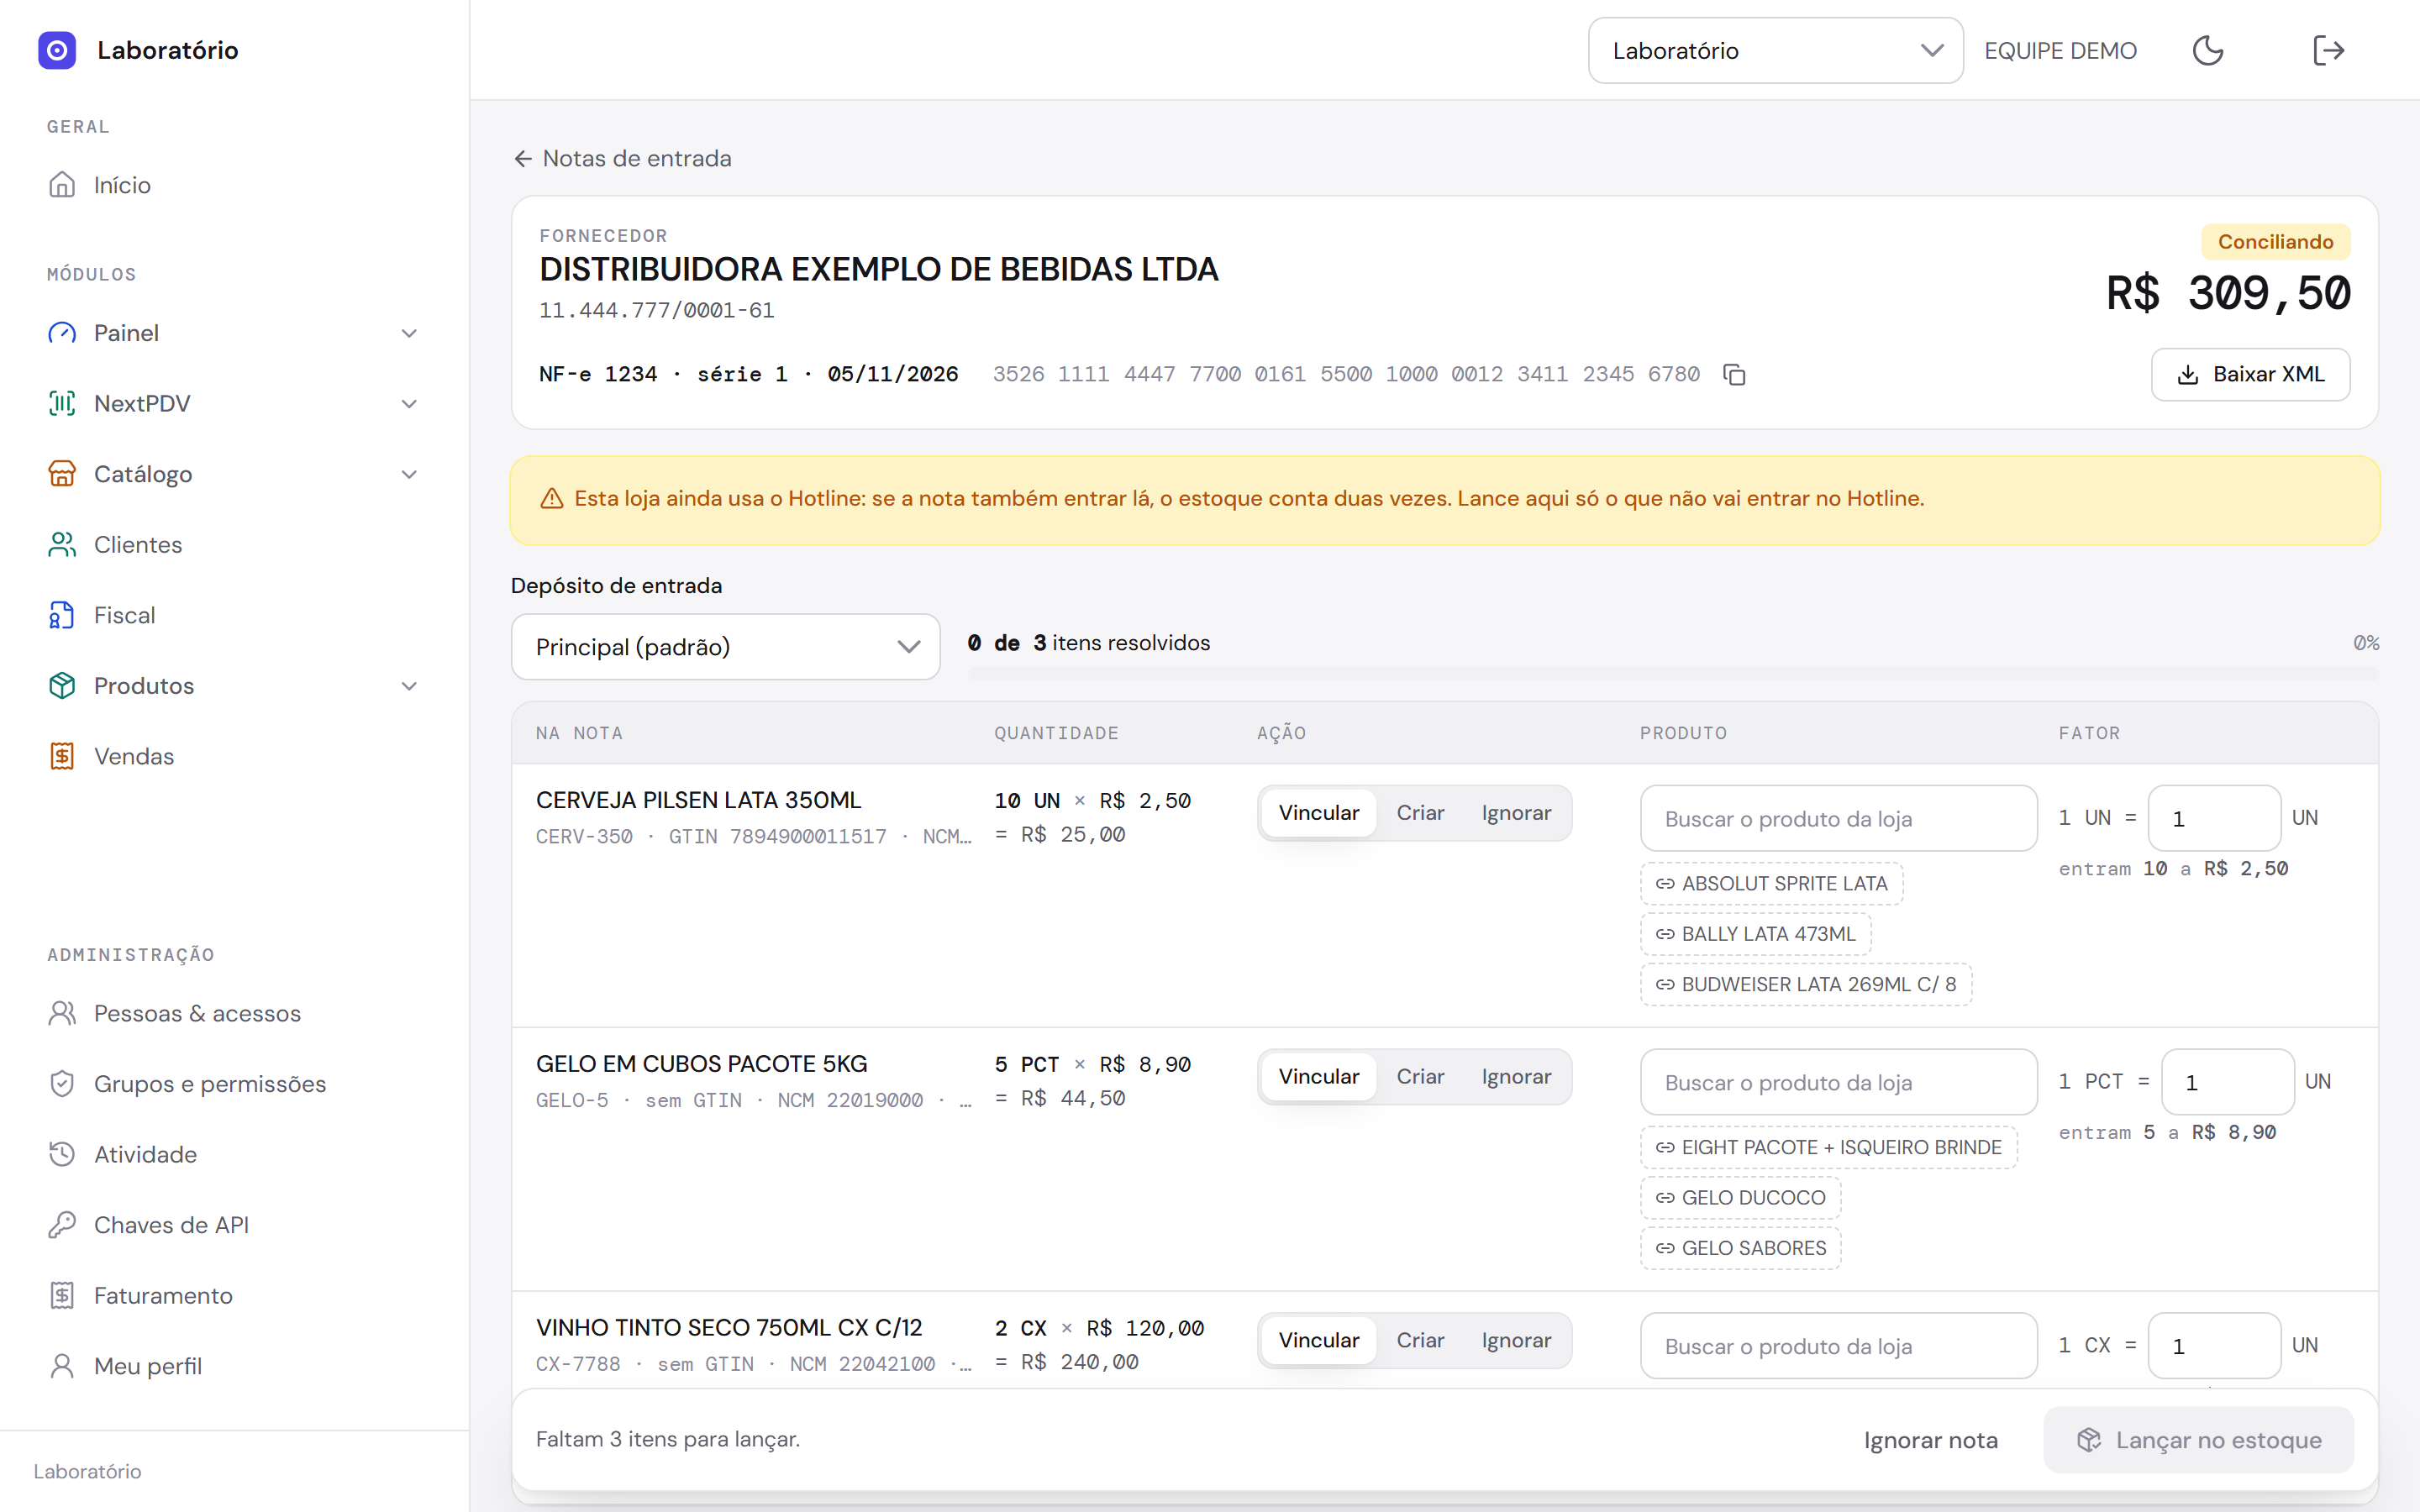 Laboratório
Laboratório
EQUIPE DEMO
GERAL
Início
MÓDULOS
Painel
NextPDV
Catálogo
Clientes
Fiscal
Produtos
Vendas
ADMINISTRAÇÃO
Pessoas & acessos
Grupos e permissões
Atividade
Chaves de API
Faturamento
Meu perfil
Laboratório
Notas de entrada
FORNECEDOR
DISTRIBUIDORA EXEMPLO DE BEBIDAS LTDA
11.444.777/0001-61
Conciliando
R$ 309,50
NF-e 1234 · série 1 · 05/11/2026
3526 1111 4447 7700 0161 5500 1000 0012 3411 2345 6780
Baixar XML
Esta loja ainda usa o Hotline: se a nota também entrar lá, o estoque conta duas vezes. Lance aqui só o que não vai entrar no Hotline.
Depósito de entrada
Principal (padrão)
0 de 3 itens resolvidos
0%
NA NOTA QUANTIDADE AÇÃO PRODUTO FATOR
CERVEJA PILSEN LATA 350ML
CERV-350 · GTIN 7894900011517 · NCM…
10 UN × R$ 2,50
= R$ 25,00
Vincular Criar Ignorar
Buscar o produto da loja
ABSOLUT SPRITE LATA
BALLY LATA 473ML
BUDWEISER LATA 269ML C/ 8
1 UN = 1 UN
entram 10 a R$ 2,50
GELO EM CUBOS PACOTE 5KG
GELO-5 · sem GTIN · NCM 22019000 · …
5 PCT × R$ 8,90
= R$ 44,50
Vincular Criar Ignorar
Buscar o produto da loja
EIGHT PACOTE + ISQUEIRO BRINDE
GELO DUCOCO
GELO SABORES
1 PCT = 1 UN
entram 5 a R$ 8,90
VINHO TINTO SECO 750ML CX C/12
CX-7788 · sem GTIN · NCM 22042100 ·…
2 CX × R$ 120,00
= R$ 240,00
Vincular Criar Ignorar
Buscar o produto da loja
1 CX = 1 UN
Faltam 3 itens para lançar.
Ignorar nota
Lançar no estoque